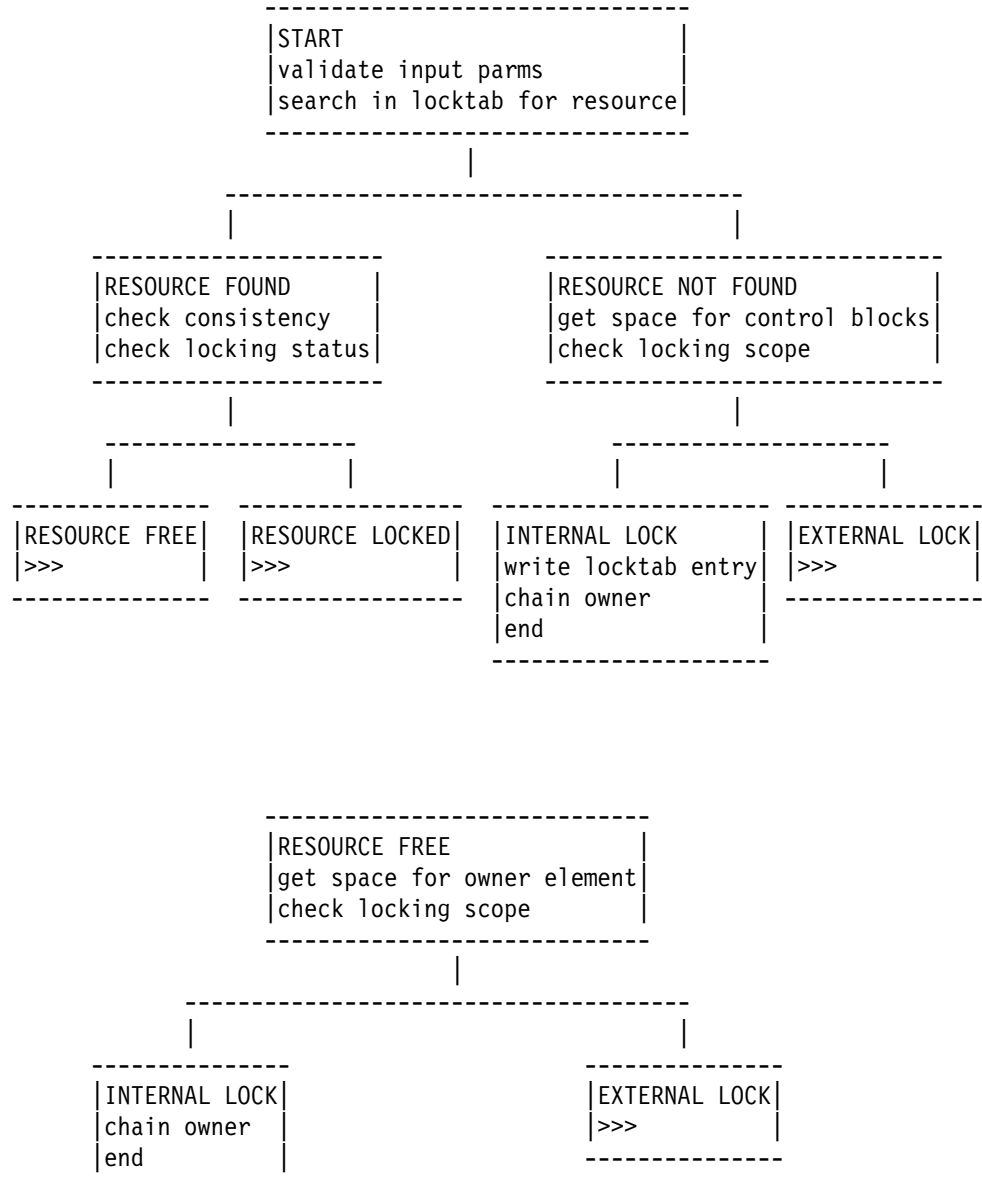 START
validate input parms
search in locktab for resource
RESOURCE FOUND
check consistency
check locking status
RESOURCE NOT FOUND
get space for control blocks
check locking scope
RESOURCE FREE
>>>
RESOURCE LOCKED
>>>
INTERNAL LOCK
write locktab entry
chain owner
end
EXTERNAL LOCK
>>>
RESOURCE FREE
get space for owner element
check locking scope
INTERNAL LOCK
chain owner
end
EXTERNAL LOCK
>>>